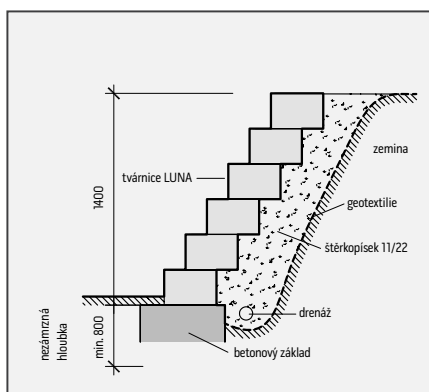 zemina
tvárnice LUNA
1400
geotextilie
štěrkopísek 11/22
drenáž
nezámrzná
hloubka
min. 800
betonový základ